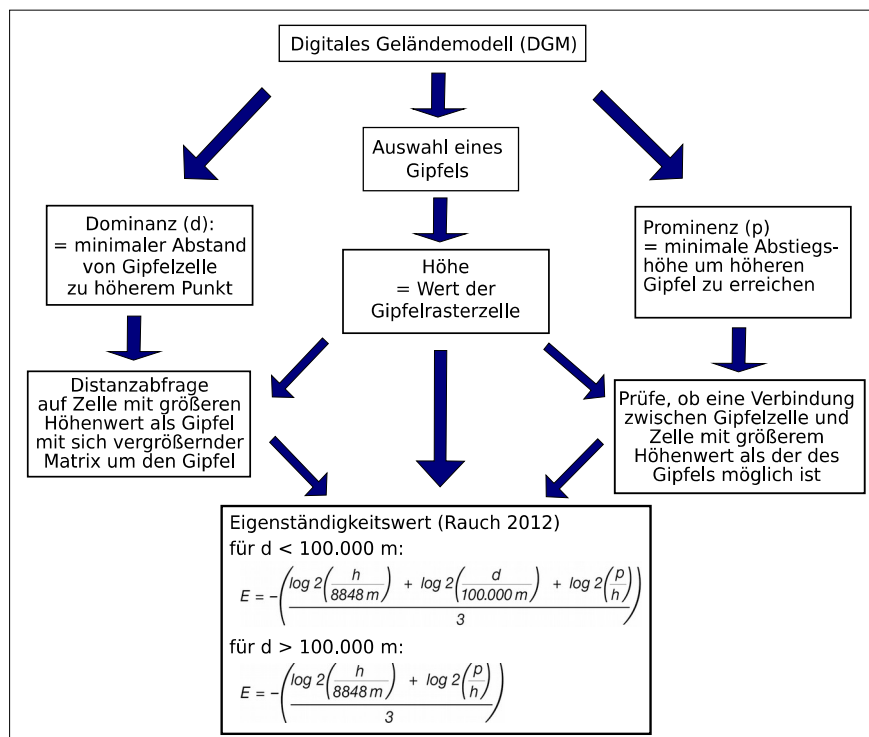 Digitales Geländemodell (DGM)
Auswahl eines
Gipfels
Dominanz (d):
= minimaler Abstand
von Gipfelzelle
zu höherem Punkt
Höhe
= Wert der
Gipfelrasterzelle
Prominenz (p)
= minimale Abstiegs-
höhe um höheren
Gipfel zu erreichen
Distanzabfrage
auf Zelle mit größeren
Höhenwert als Gipfel
mit sich vergrößernder
Matrix um den Gipfel
Prüfe, ob eine Verbindung
zwischen Gipfelzelle und
Zelle mit größerem
Höhenwert als der des
Gipfels möglich ist
Eigenständigkeitswert (Rauch 2012)
für d < 100.000 m:
E = -((log 2(h/8848 m) + log 2(d/100.000 m) + log 2(p/h))/3)
für d > 100.000 m:
E = -((log 2(h/8848 m) + log 2(p/h))/3)